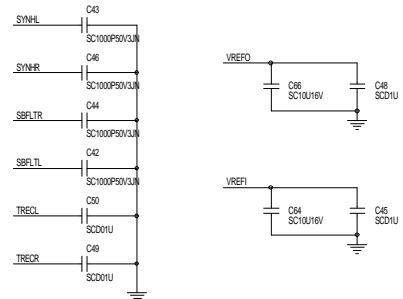 C43
SYNHL
SC1000P50V3JN
C46
SYNHR
SC1000P50V3JN
C44
SBFLTR
SC1000P50V3JN
C42
SBFLTL
SC1000P50V3JN
C50
TRECL
SCD01U
C49
TRECR
SCD01U
VREFO
C66
SC10U16V
C48
SCD1U
VREFI
C64
SC10U16V
C45
SCD1U